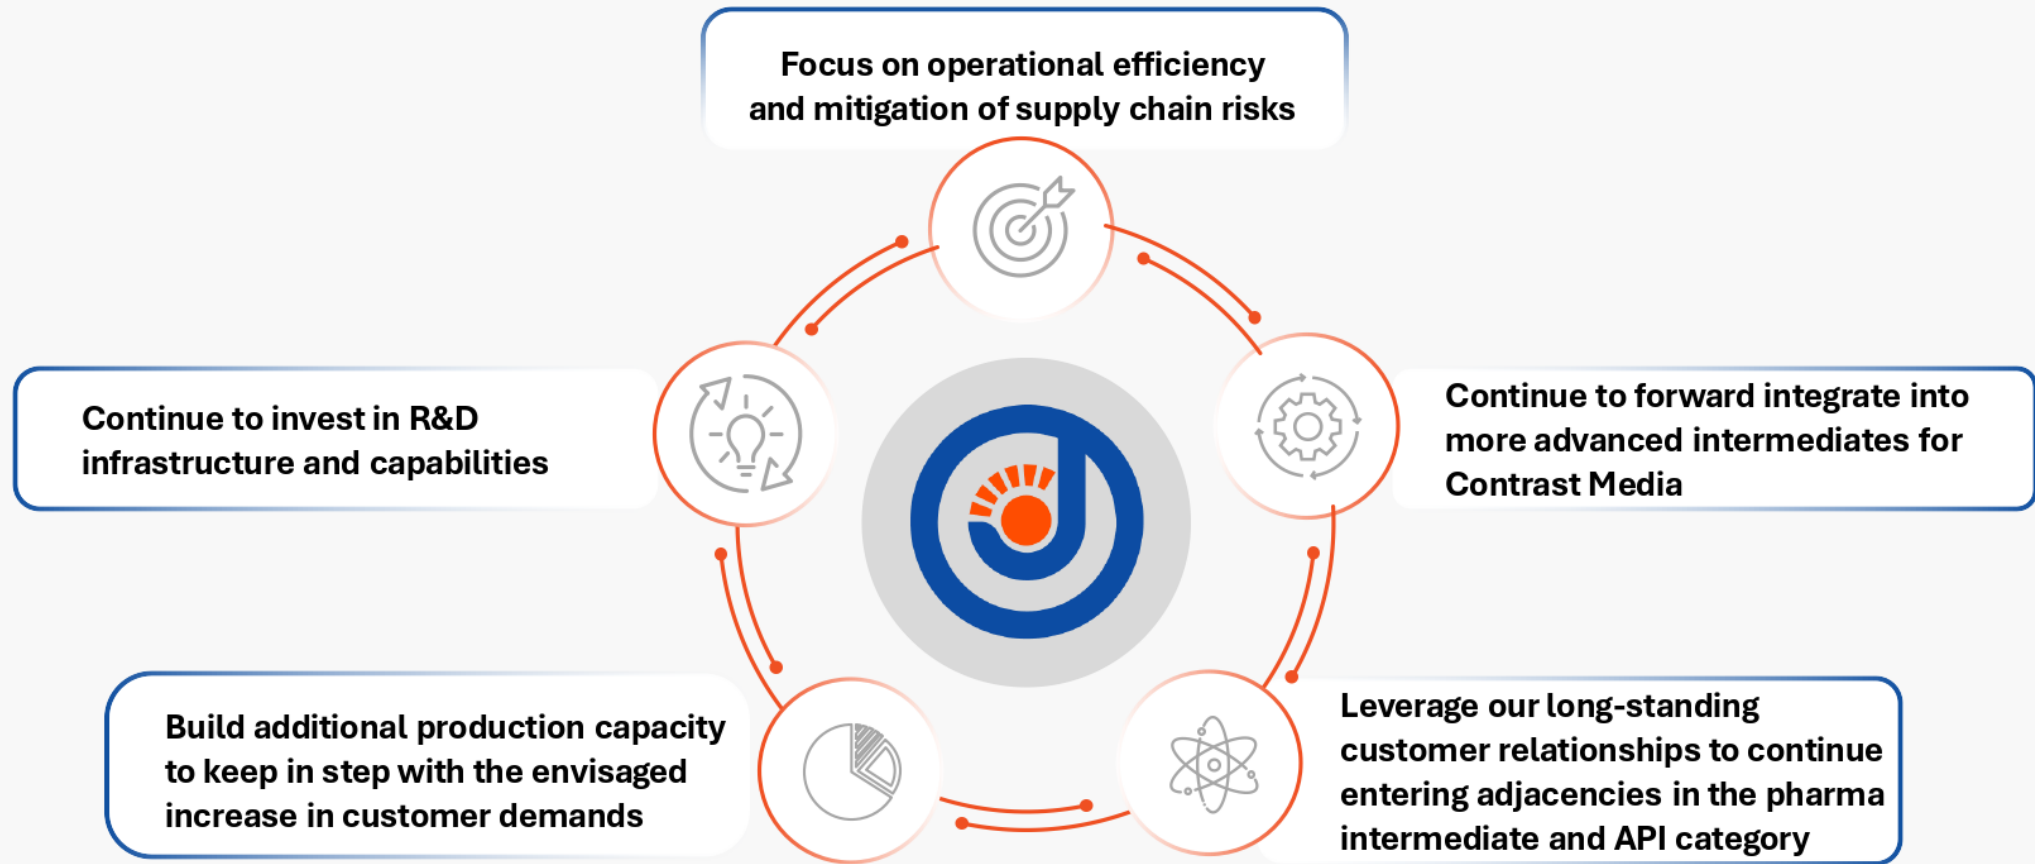 Focus on operational efficiency
and mitigation of supply chain risks
Continue to invest in R&D
infrastructure and capabilities
Continue to forward integrate into
more advanced intermediates for
Contrast Media
Build additional production capacity
to keep in step with the envisaged
increase in customer demands
Leverage our long-standing
customer relationships to continue
entering adjacencies in the pharma
intermediate and API category